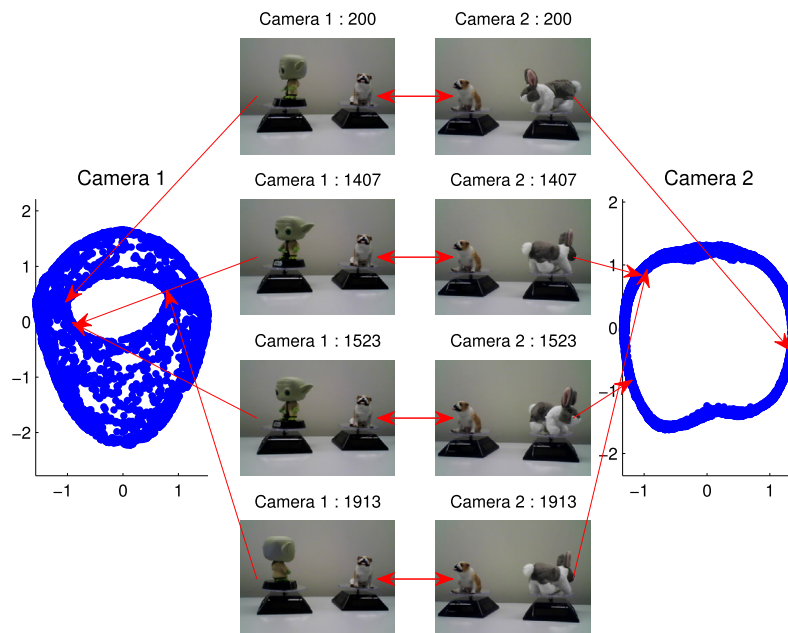 Camera 1 : 200
Camera 2 : 200
Camera 1
Camera 2
Camera 1 : 1407
Camera 2 : 1407
2
1
0
−1
−2
−1
0
1
2
1
0
−1
−2
−1
0
1
Camera 1 : 1523
Camera 2 : 1523
Camera 1 : 1913
Camera 2 : 1913